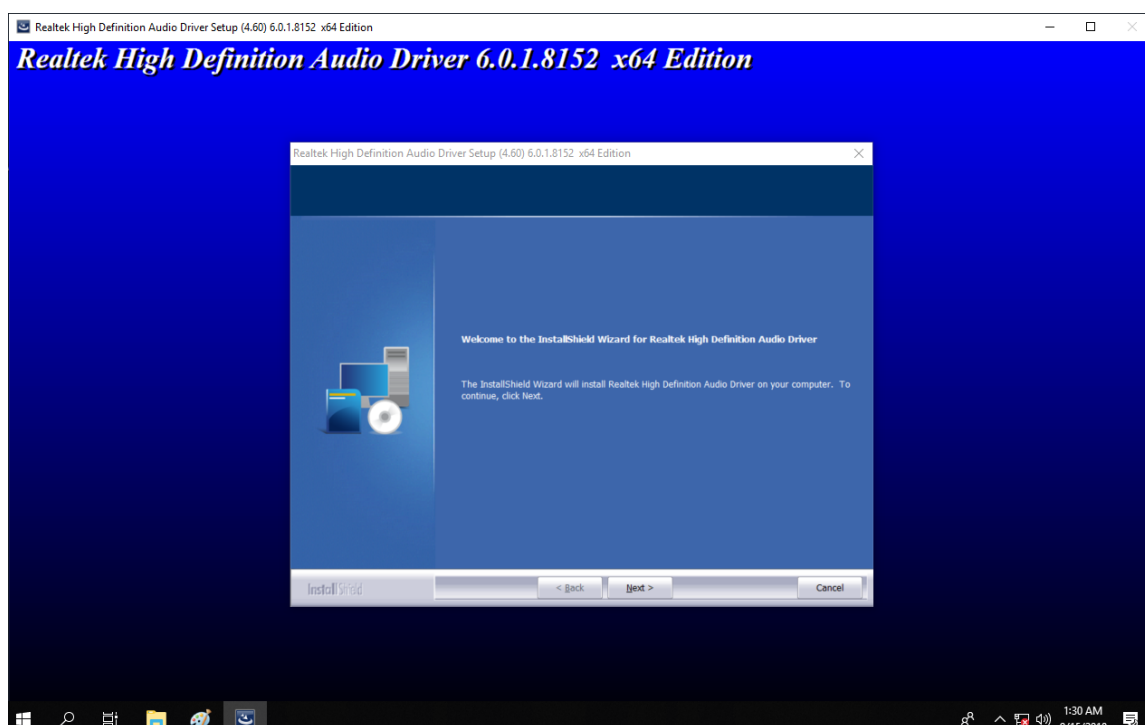 Realtek High Definition Audio Driver Setup (4.60) 6.0.1.8152 x64 Edition
Realtek High Definition Audio Driver 6.0.1.8152 x64 Edition
Realtek High Definition Audio Driver Setup (4.60) 6.0.1.8152 x64 Edition
Welcome to the InstallShield Wizard for Realtek High Definition Audio Driver
The InstallShield Wizard will install Realtek High Definition Audio Driver on your computer. To
continue, click Next.
InstallShield
< Back
Next >
Cancel
1:30 AM